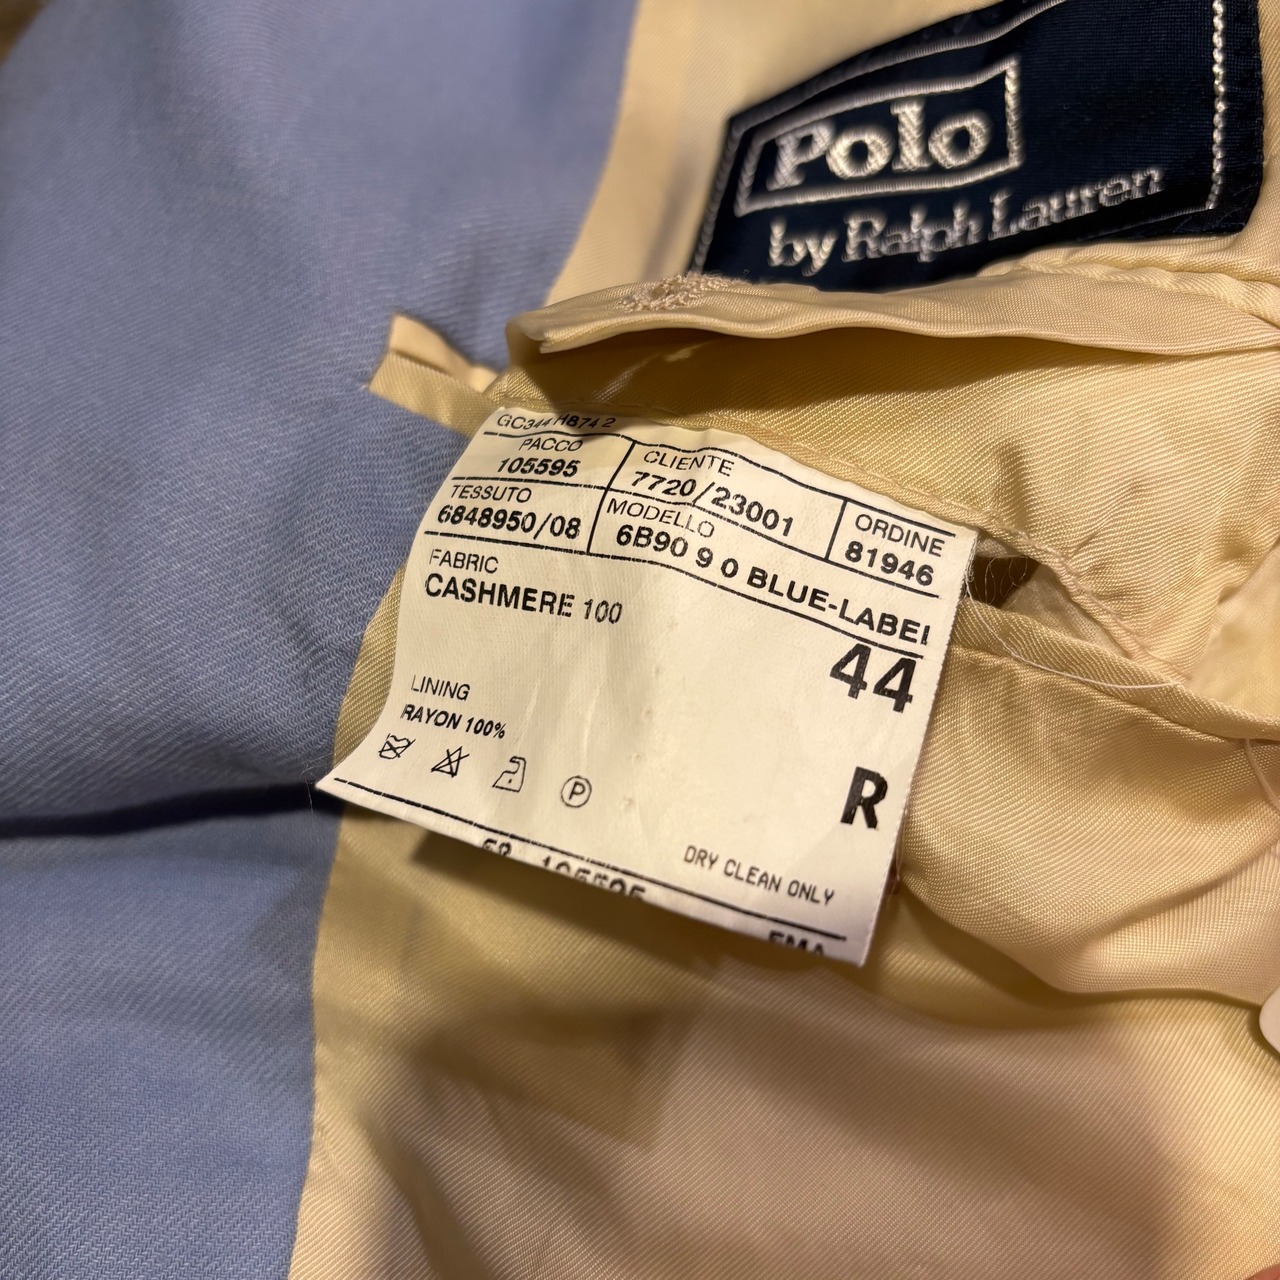 Polo
by Ralph Lauren
GC344H8742
PACCO
105595
CLIENTE
7720/23001
ORDINE
81946
TESSUTO
6848950/08
MODELLO
6B90 9 0 BLUE-LABEL
FABRIC
CASHMERE 100
44
LINING
RAYON 100%
P
R
DRY CLEAN ONLY